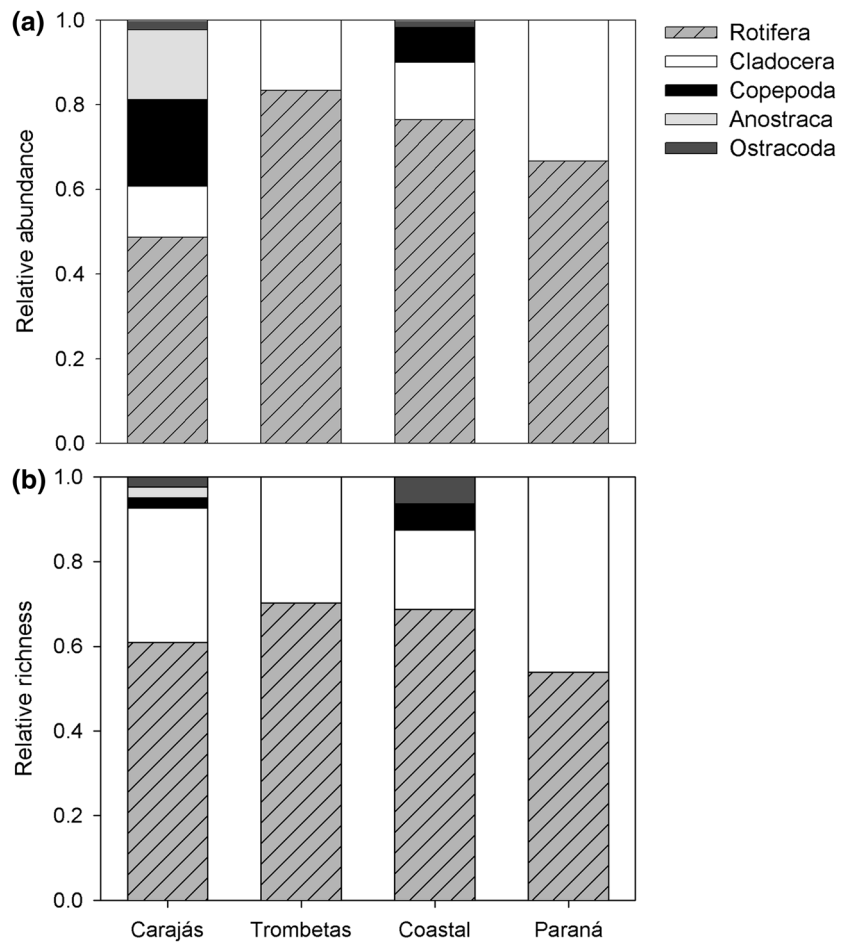 (a)
1.0
0.8
0.6
0.4
0.2
0.0
Relative abundance
Rotifera
Cladocera
Copepoda
Anostraca
Ostracoda
(b)
1.0
0.8
0.6
0.4
0.2
0.0
Relative richness
Carajás Trombetas Coastal Paraná